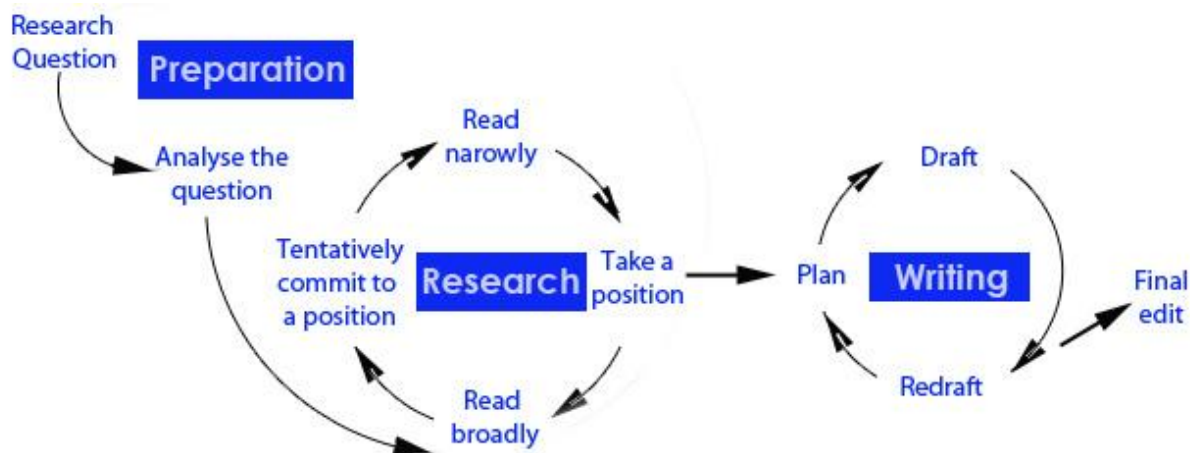 Research
Question
Preparation
Analyse the
question
Read
narowly
Tentatively
commit to
a position
Research
Take a
position
Read
broadly
Draft
Plan
Writing
Redraft
Final
edit